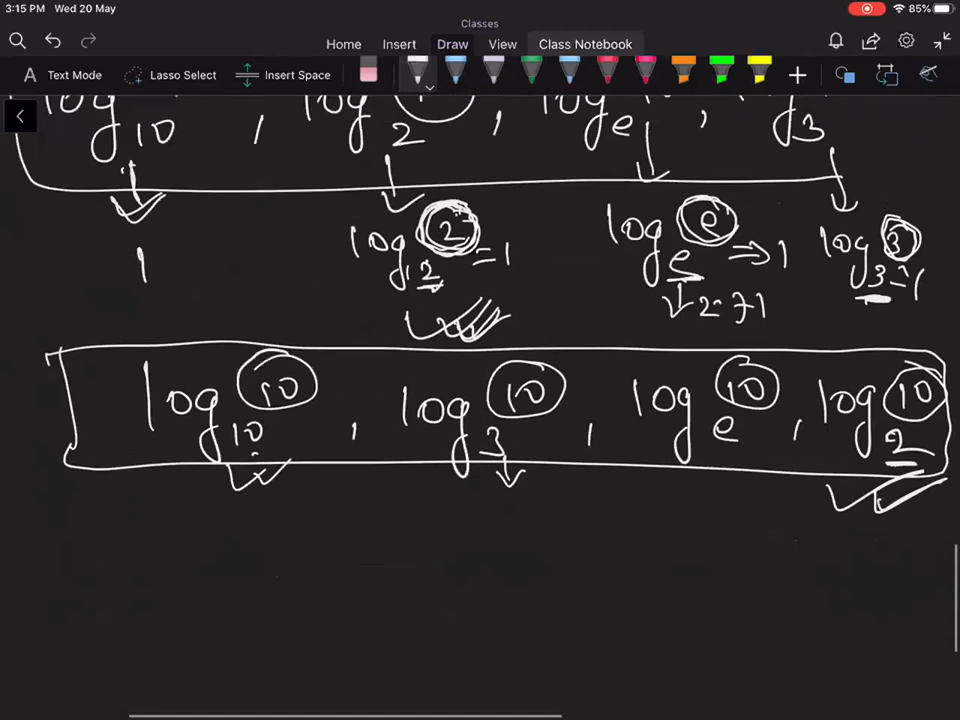 3:15 PM Wed 20 May 85%
Classes
Home Insert Draw View Class Notebook
A Text Mode Lasso Select Insert Space
log 10 , log 2 , log e , g 3
1 log 2 2 = 1 log e e ⇒ 1 log 3 3 = 1
log 10 10 , log 3 10 , log e 10 , log 2 10